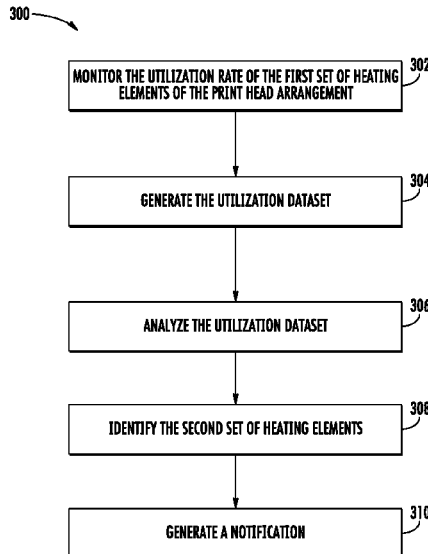 300
MONITOR THE UTILIZATION RATE OF THE FIRST SET OF HEATING
ELEMENTS OF THE PRINT HEAD ARRANGEMENT
302
GENERATE THE UTILIZATION DATASET
304
ANALYZE THE UTILIZATION DATASET
306
IDENTIFY THE SECOND SET OF HEATING ELEMENTS
308
GENERATE A NOTIFICATION
310